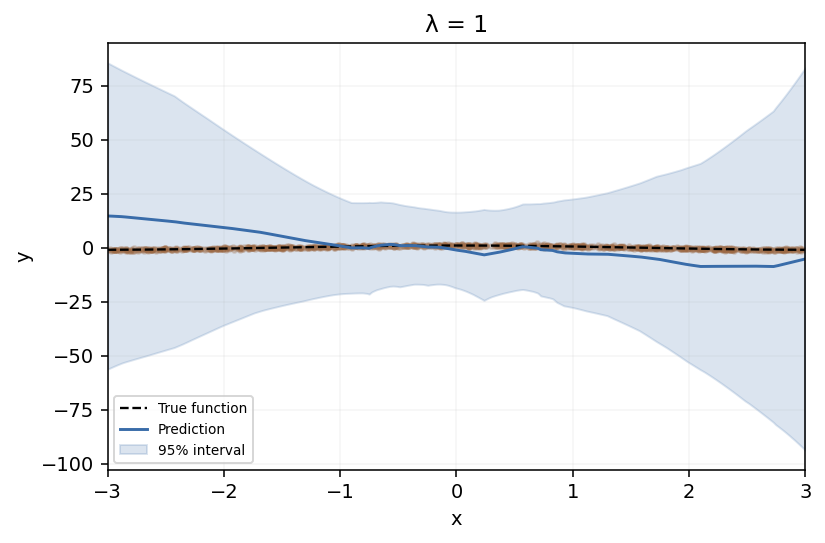 λ = 1
y
75
50
25
0
−25
−50
−75
−100
True function
Prediction
95% interval
−3
−2
−1
0
1
2
3
x